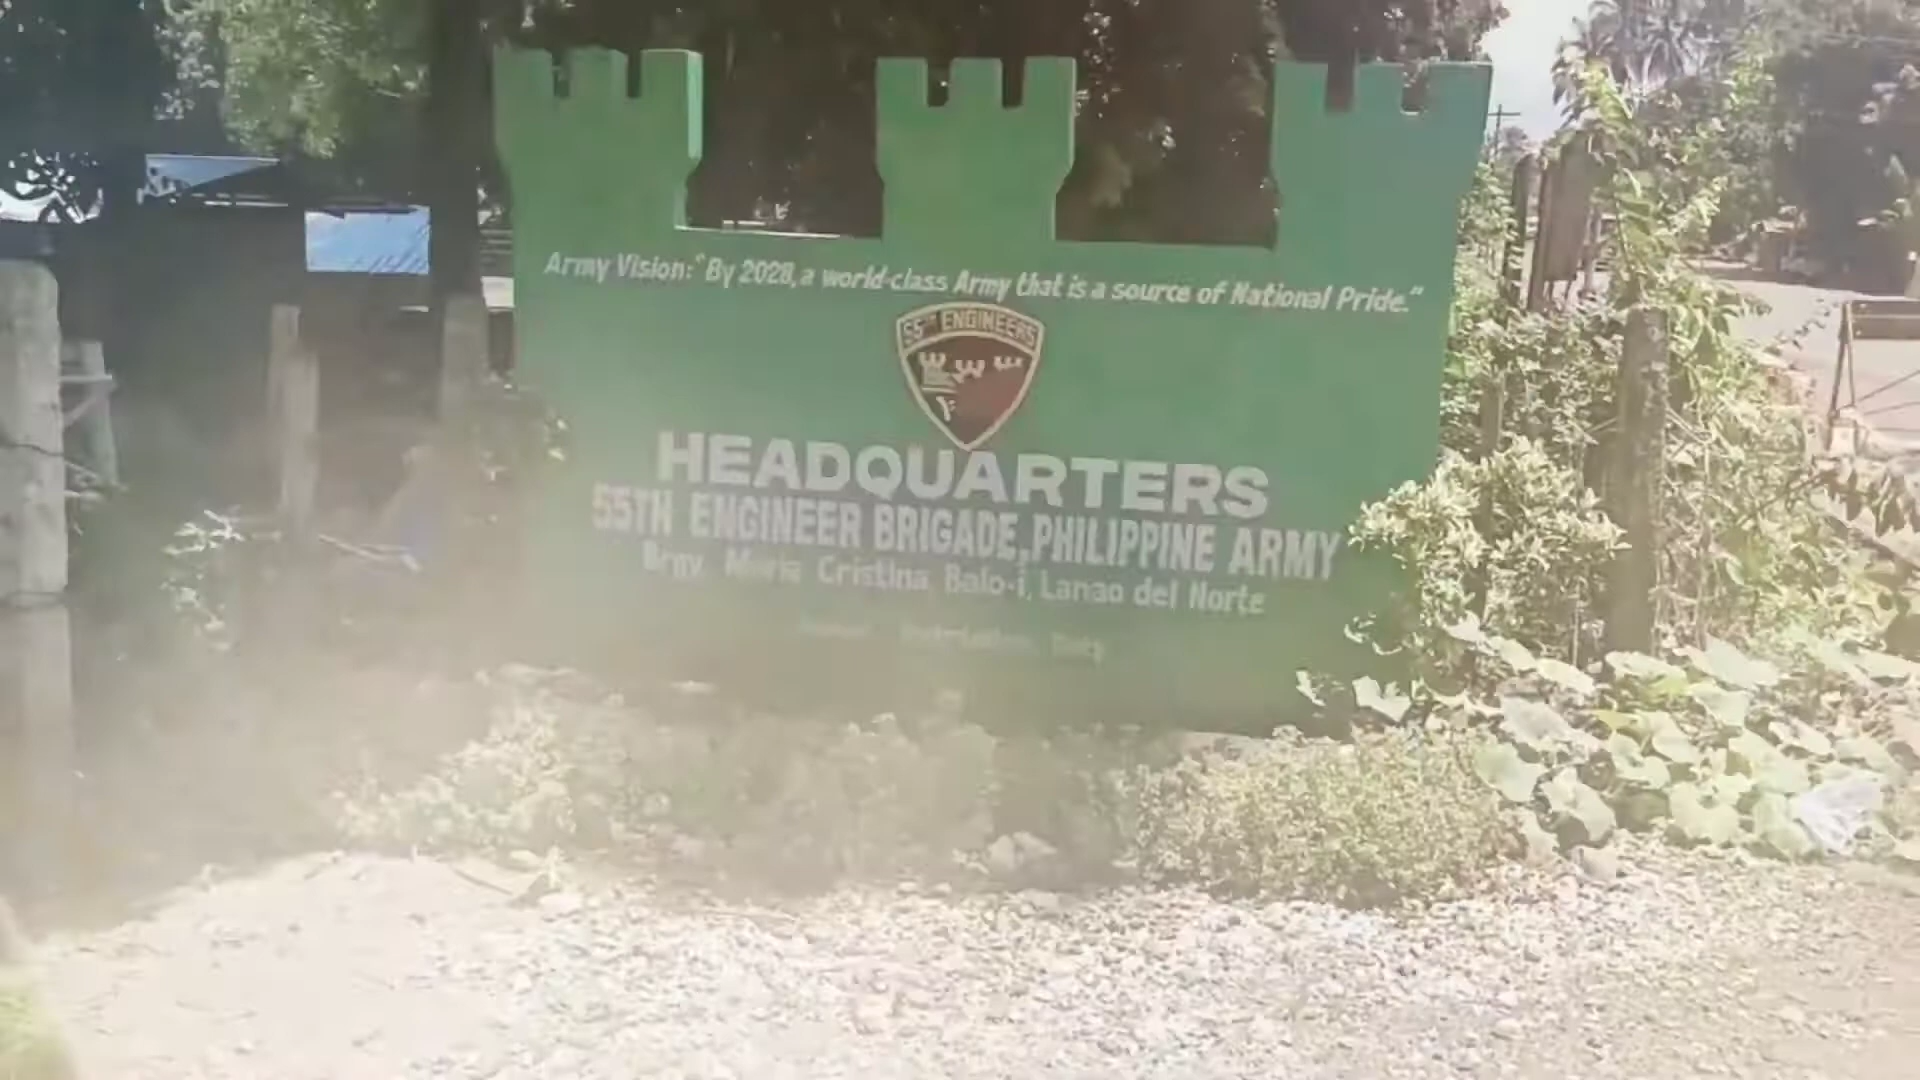 Army Vision: "By 2028, a world-class Army that is a source of National Pride."
55TH ENGINEERS
HEADQUARTERS
55TH ENGINEER BRIGADE, PHILIPPINE ARMY
Brgy. Maria Cristina Balo-i, Lanao del Norte